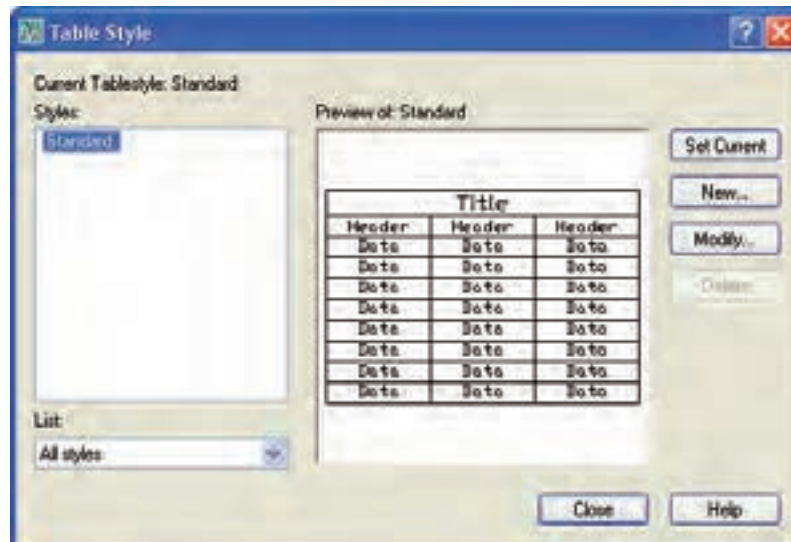 Table Style
Current Tablestyle: Standard
Styles:
Standard
List:
All styles
Preview of: Standard
Title
Header Header Header
Data Data Data
Data Data Data
Data Data Data
Data Data Data
Data Data Data
Data Data Data
Data Data Data
Data Data Data
Set Current
New...
Modify...
Delete
Close
Help